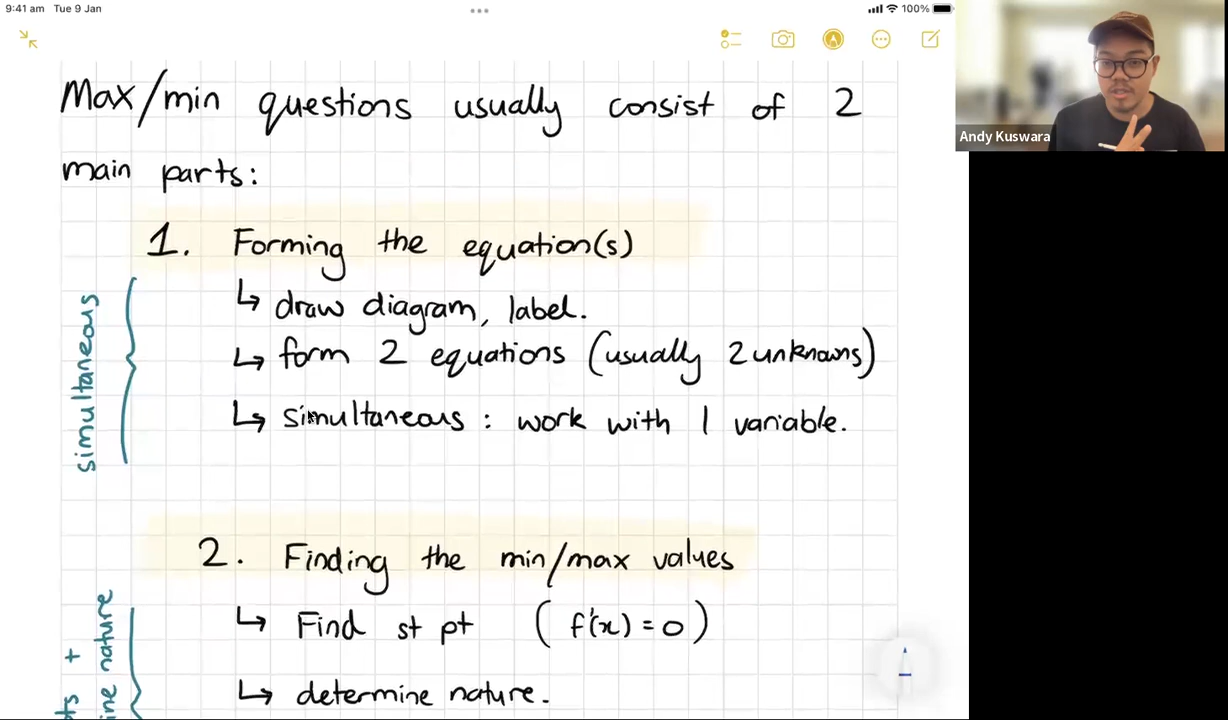 9:41 am Tue 9 Jan
100%
Max/min questions usually consist of 2
main parts:
1. Forming the equation(s)
↳ draw diagram, label.
↳ form 2 equations (usually 2 unknowns)
↳ simultaneous : work with 1 variable.
simultaneous
2. Finding the min/max values
↳ Find st pt (f'(x) = 0)
↳ determine nature.
Andy Kuswara